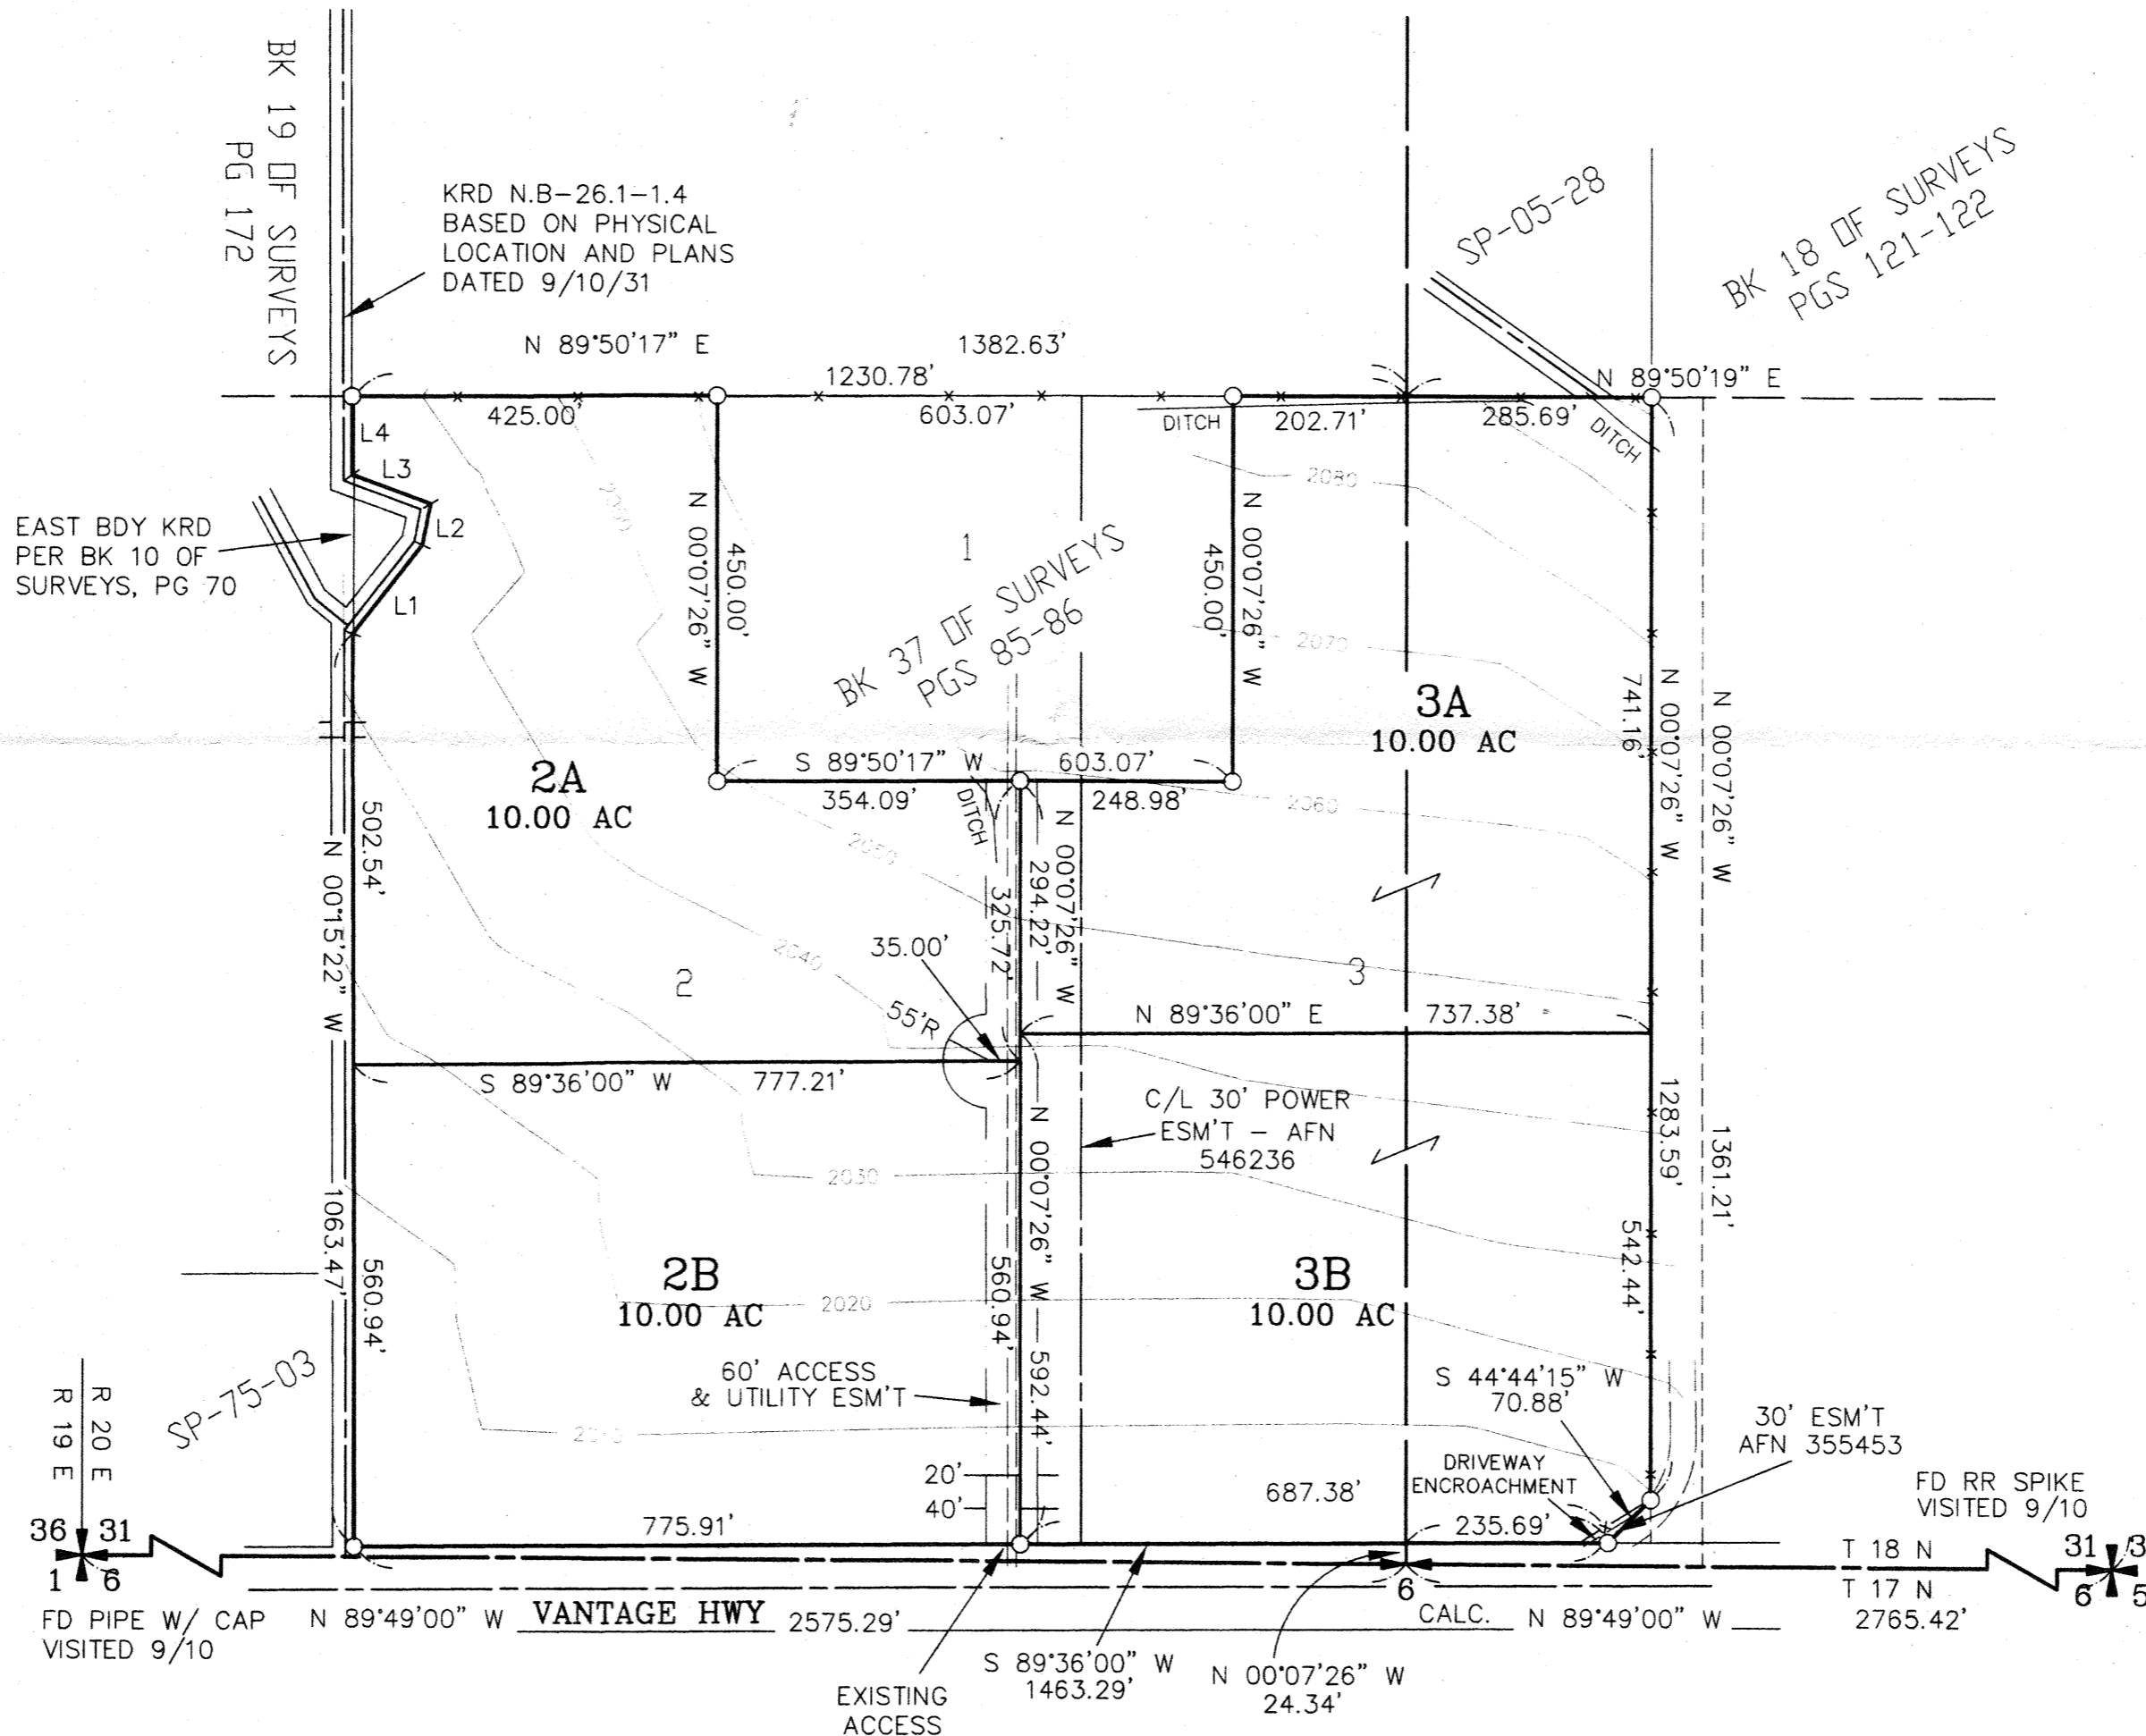 BK 19 OF SURVEYS
PG 172
KRD N.B-26.1-1.4
BASED ON PHYSICAL
LOCATION AND PLANS
DATED 9/10/31
SP-05-28
BK 18 OF SURVEYS
PGS 121-122
N 89°50'17" E
1382.63'
1230.78'
N 89°50'19" E
425.00'
603.07'
DITCH
202.71'
285.69'
DITCH
L4
L3
L2
L1
EAST BDY KRD
PER BK 10 OF
SURVEYS, PG 70
2080
2050
N 00°07'26" W
450.00'
1
450.00'
N 00°07'26" W
BK 37 OF SURVEYS
PGS 85-86
2070
3A
10.00 AC
741.16'
N 00°07'26" W
N 00°07'26" W
2A
10.00 AC
S 89°50'17" W
603.07'
354.09'
248.98'
DITCH
2060
2050
502.54'
N 00°15'22" W
325.72'
294.22'
N 00°07'26" W
2040
35.00'
55'R
2
3
N 89°36'00" E
737.38'
S 89°36'00" W
777.21'
C/L 30' POWER
ESM'T - AFN
546236
1283.59'
1361.21'
2030
N 00°07'26" W
1063.47'
560.94'
2B
10.00 AC
560.94'
592.44'
3B
10.00 AC
542.44'
2020
60' ACCESS
& UTILITY ESM'T
S 44°44'15" W
70.88'
30' ESM'T
AFN 355453
SP-75-03
R 20 E
R 19 E
DRIVEWAY
ENCROACHMENT
20'
40'
687.38'
235.69'
775.91'
FD RR SPIKE
VISITED 9/10
36 31
1 6
T 18 N
T 17 N
31 3
6 5
6
FD PIPE W/ CAP
VISITED 9/10
N 89°49'00" W
VANTAGE HWY
2575.29'
CALC.
N 89°49'00" W
2765.42'
S 89°36'00" W
1463.29'
N 00°07'26" W
24.34'
EXISTING
ACCESS